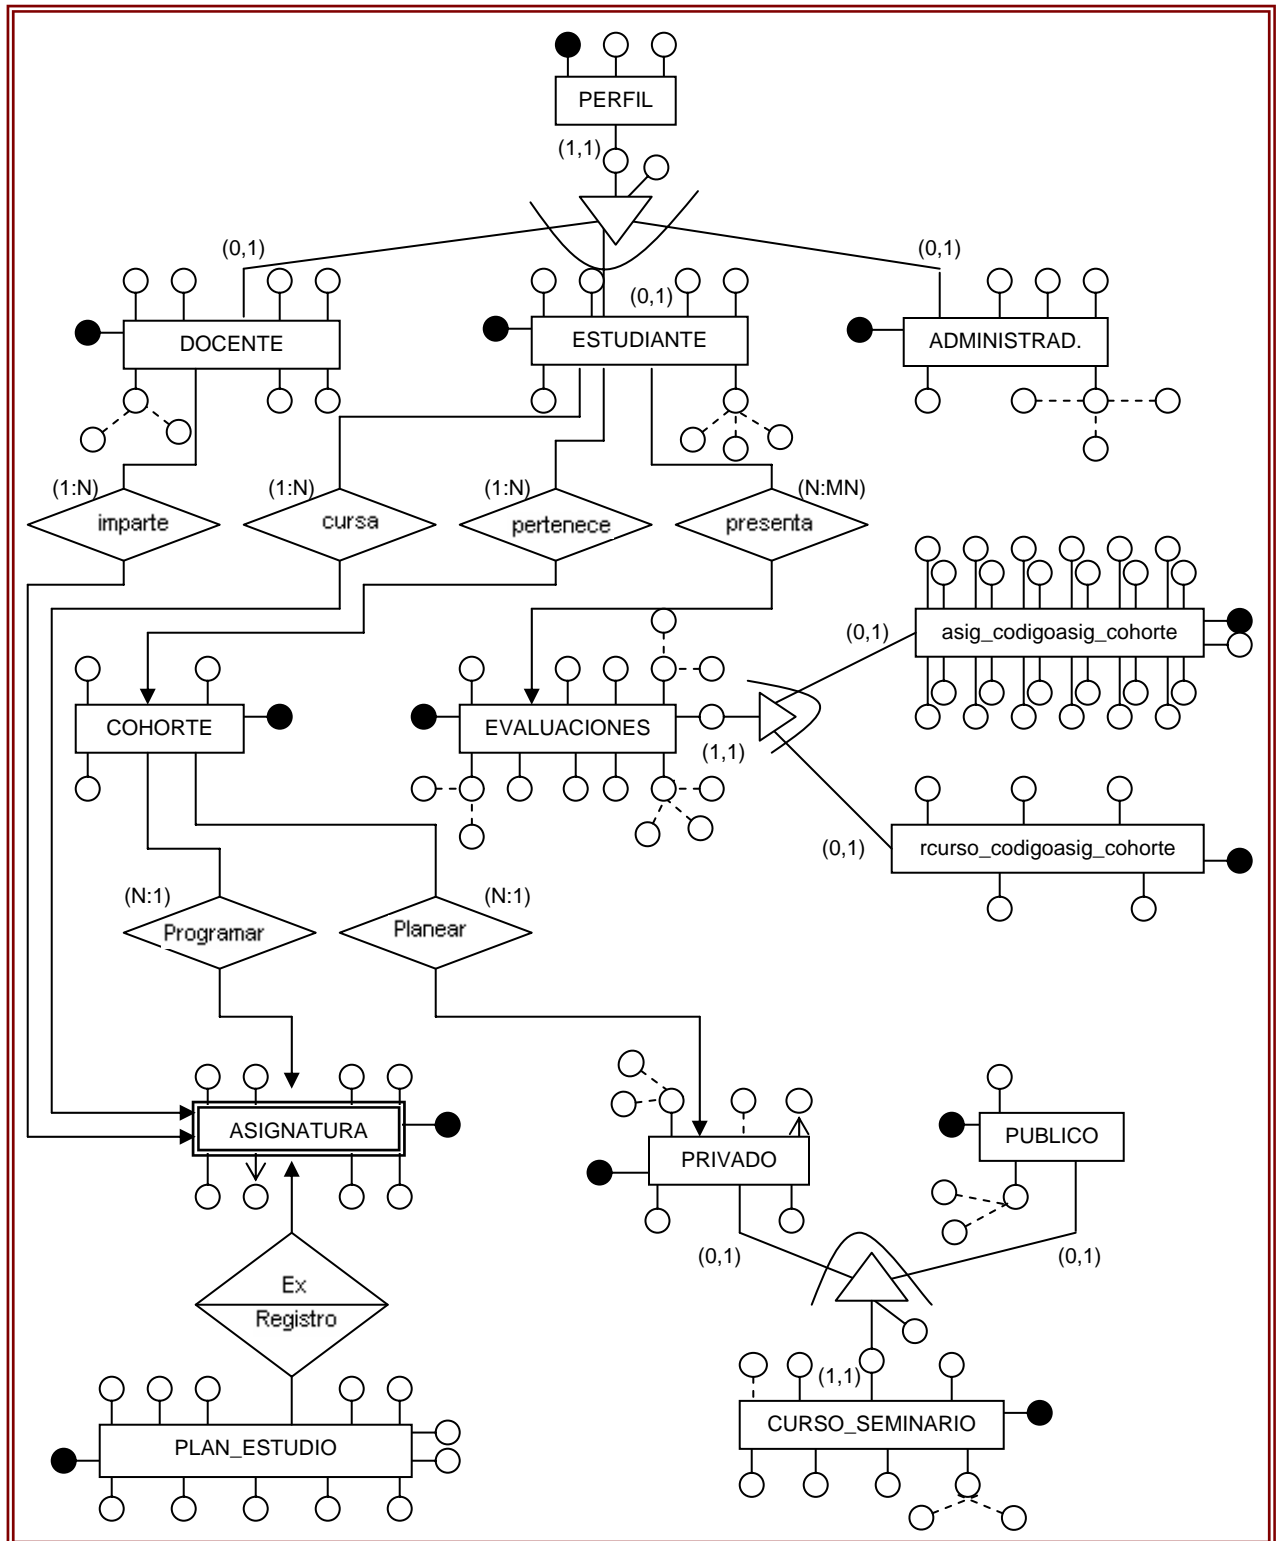 PERFIL
(1,1)
(0,1)
(0,1)
(0,1)
DOCENTE
ESTUDIANTE
ADMINISTRAD.
(1:N)
(1:N)
(1:N)
(N:MN)
imparte
cursa
pertenece
presenta
(0,1)
asig_codigoasig_cohorte
COHORTE
EVALUACIONES
(1,1)
(0,1)
rcurso_codigoasig_cohorte
(N:1)
(N:1)
Programar
Planear
ASIGNATURA
PRIVADO
PUBLICO
(0,1)
(0,1)
Ex
Registro
(1,1)
CURSO_SEMINARIO
PLAN_ESTUDIO